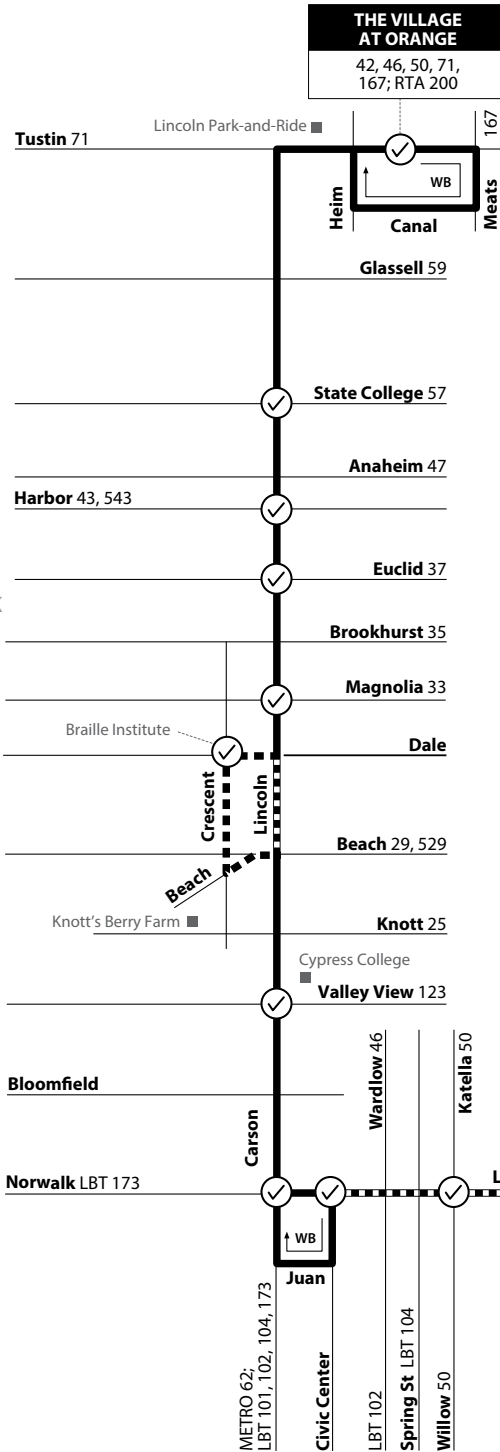 THE VILLAGE
AT ORANGE
42, 46, 50, 71,
167; RTA 200
Lincoln Park-and-Ride
167
Tustin 71
WB
Heim
Canal
Meats
Glassell 59
State College 57
Anaheim 47
Harbor 43, 543
Euclid 37
Brookhurst 35
Magnolia 33
Braille Institute
Dale
Crescent
Lincoln
Beach 29, 529
Beach
Knott's Berry Farm
Knott 25
Cypress College
Valley View 123
Wardlow 46
Katella 50
Bloomfield
Carson
Norwalk LBT 173
L
WB
Juan
METRO 62;
LBT 101, 102, 104, 173
Civic Center
LBT 102
Spring St LBT 104
Willow 50